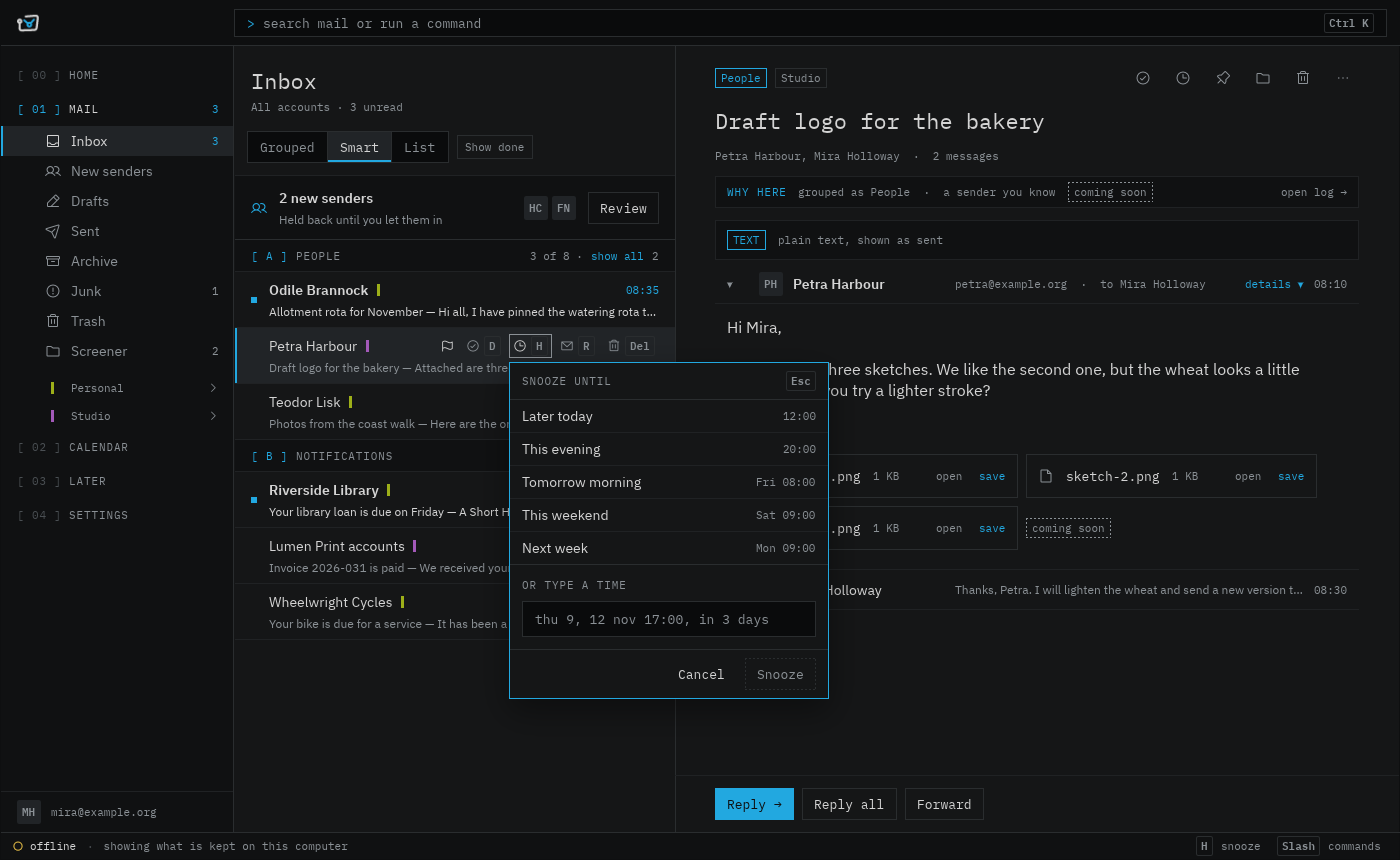 > search mail or run a command Ctrl K
[ 00 ] HOME
[ 01 ] MAIL 3
Inbox 3
New senders
Drafts
Sent
Archive
Junk 1
Trash
Screener 2
Personal
Studio
[ 02 ] CALENDAR
[ 03 ] LATER
[ 04 ] SETTINGS
MH mira@example.org
Inbox
All accounts · 3 unread
Grouped Smart List Show done
2 new senders
Held back until you let them in
HC FN Review
[ A ] PEOPLE 3 of 8 · show all 2
Odile Brannock 08:35
Allotment rota for November — Hi all, I have pinned the watering rota t…
Petra Harbour D H R Del
Draft logo for the bakery — Attached are thre
Teodor Lisk
Photos from the coast walk — Here are the
[ B ] NOTIFICATIONS
Riverside Library
Your library loan is due on Friday — A Short H
Lumen Print accounts
Invoice 2026-031 is paid — We received your
Wheelwright Cycles
Your bike is due for a service — It has been a
SNOOZE UNTIL Esc
Later today 12:00
This evening 20:00
Tomorrow morning Fri 08:00
This weekend Sat 09:00
Next week Mon 09:00
OR TYPE A TIME
thu 9, 12 nov 17:00, in 3 days
Cancel Snooze
People Studio
Draft logo for the bakery
Petra Harbour, Mira Holloway · 2 messages
WHY HERE grouped as People · a sender you know coming soon open log →
TEXT plain text, shown as sent
▾ PH Petra Harbour petra@example.org · to Mira Holloway details ▾ 08:10
Hi Mira,
hree sketches. We like the second one, but the wheat looks a little
you try a lighter stroke?
.png 1 KB open save
sketch-2.png 1 KB open save
.png 1 KB open save
coming soon
Holloway Thanks, Petra. I will lighten the wheat and send a new version t… 08:30
Reply → Reply all Forward
offline · showing what is kept on this computer
H snooze Slash commands